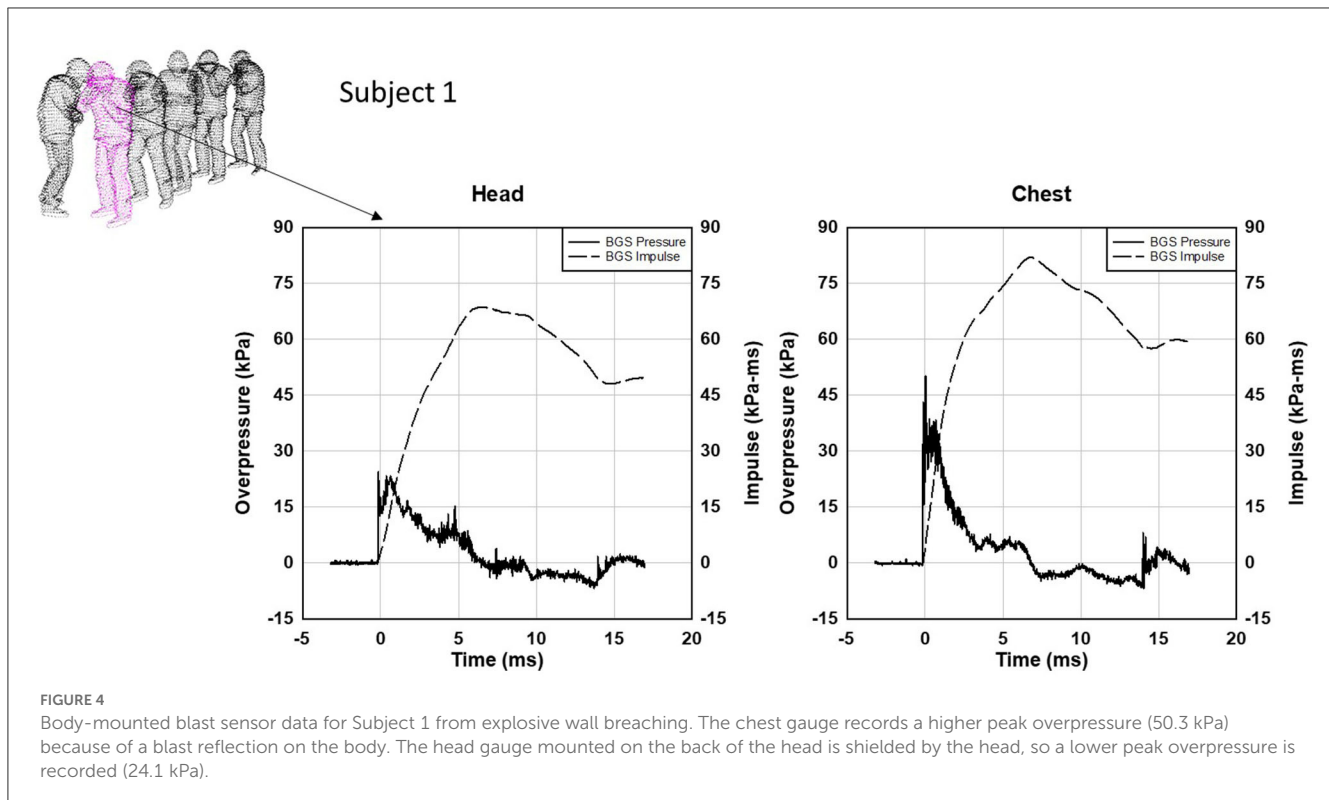 Subject 1
Head
90
90
BGS Pressure
BGS Impulse
75
75
60
60
45
45
30
30
15
15
0
0
-15
-15
-5
0
5
10
15
20
Overpressure (kPa)
Impulse (kPa-ms)
Time (ms)
Chest
90
90
BGS Pressure
BGS Impulse
75
75
60
60
45
45
30
30
15
15
0
0
-15
-15
-5
0
5
10
15
20
Overpressure (kPa)
Impulse (kPa-ms)
Time (ms)
FIGURE 4
Body-mounted blast sensor data for Subject 1 from explosive wall breaching. The chest gauge records a higher peak overpressure (50.3 kPa)
because of a blast reflection on the body. The head gauge mounted on the back of the head is shielded by the head, so a lower peak overpressure is
recorded (24.1 kPa).